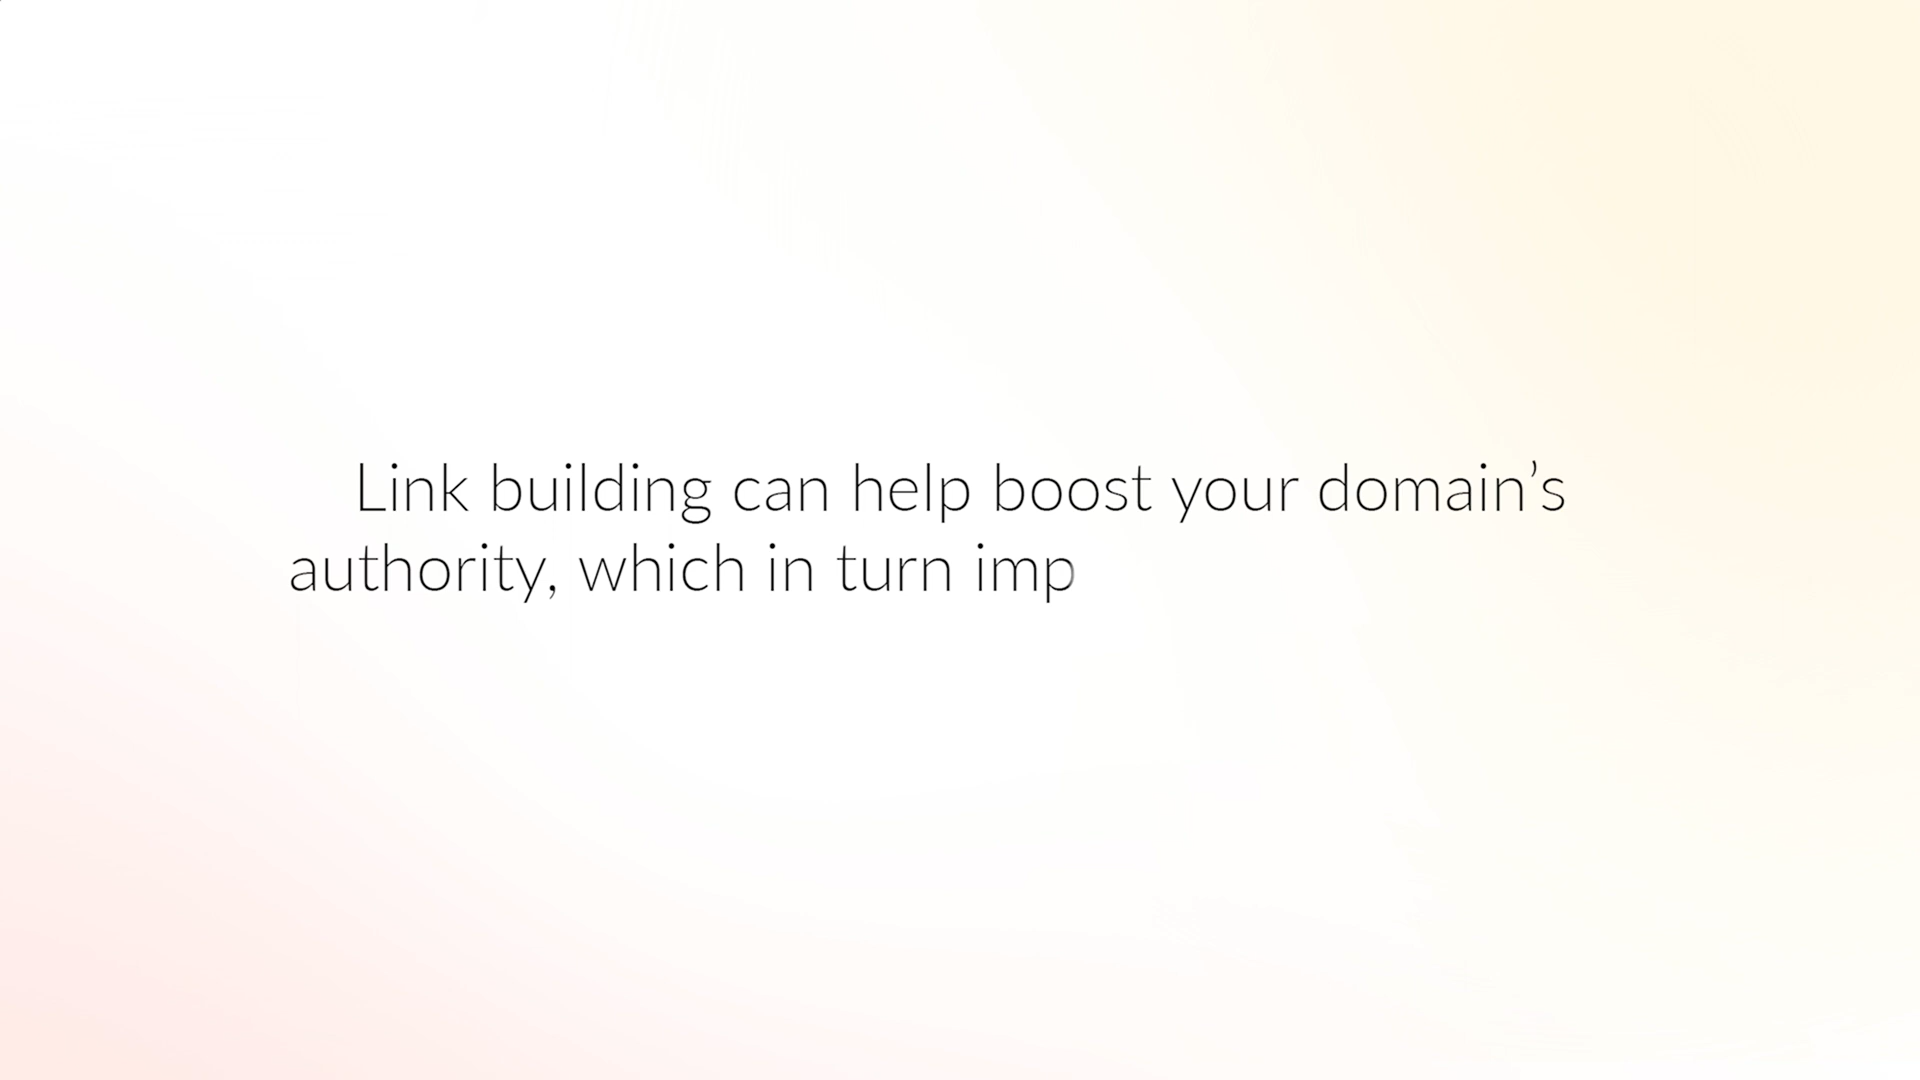 Link building can help boost your domain’s
authority, which in turn imp